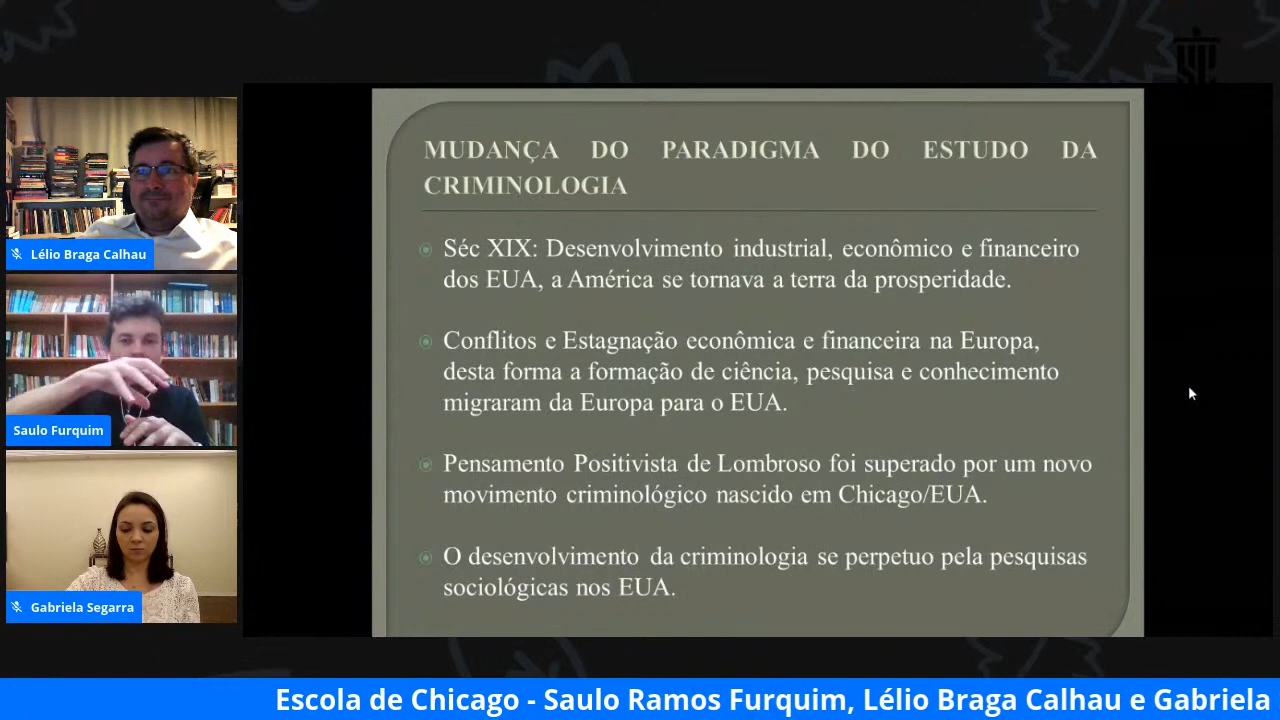 MUDANÇA DO PARADIGMA DO ESTUDO DA
CRIMINOLOGIA
Séc XIX: Desenvolvimento industrial, econômico e financeiro
dos EUA, a América se tornava a terra da prosperidade.
Conflitos e Estagnação econômica e financeira na Europa,
desta forma a formação de ciência, pesquisa e conhecimento
migraram da Europa para o EUA.
Pensamento Positivista de Lombroso foi superado por um novo
movimento criminológico nascido em Chicago/EUA.
O desenvolvimento da criminologia se perpetuo pela pesquisas
sociológicas nos EUA.
Lélio Braga Calhau
Saulo Furquim
Gabriela Segarra
Escola de Chicago - Saulo Ramos Furquim, Lélio Braga Calhau e Gabriela